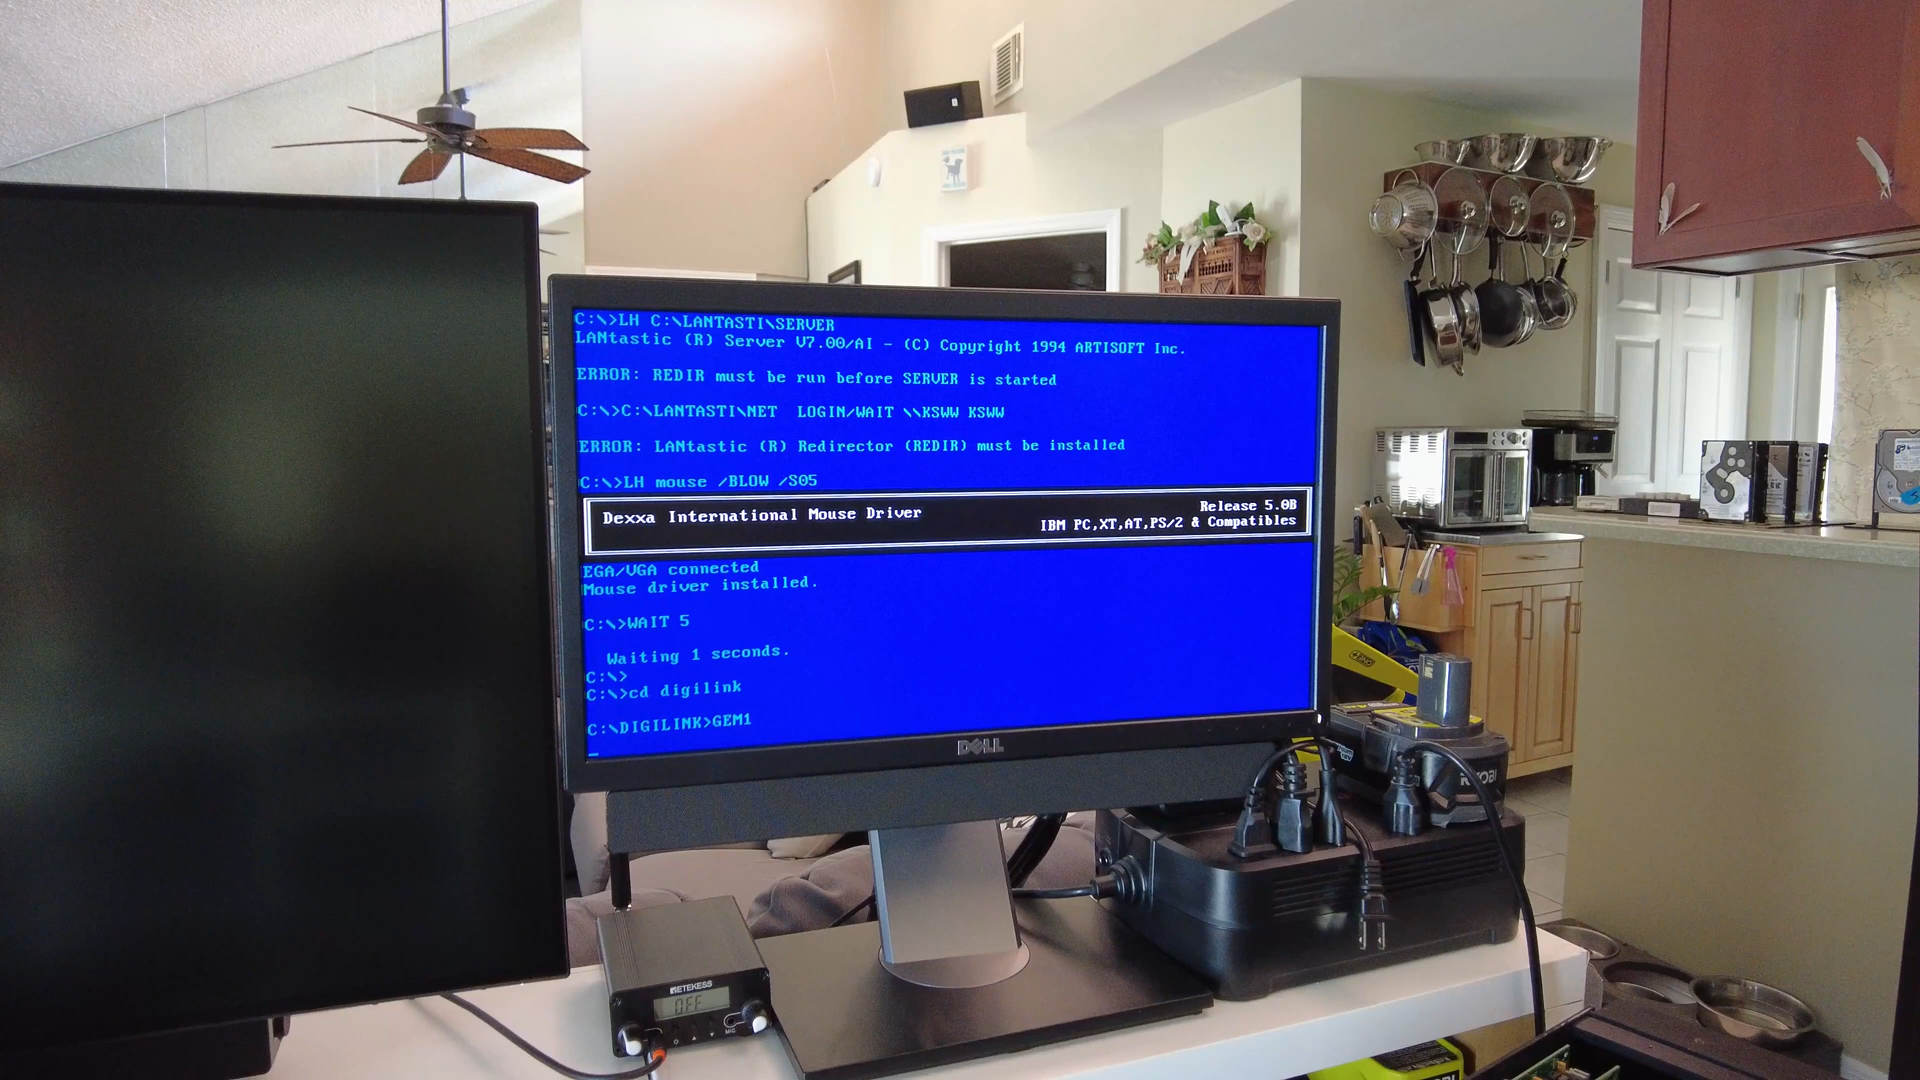 C:\>LH C:\LANTASTI\SERVER
LANtastic (R) Server V7.00/AI - (C) Copyright 1994 ARTISOFT Inc.
ERROR: REDIR must be run before SERVER is started
C:\>C:\LANTASTI\NET  LOGIN/WAIT \\KSWW KSWW
ERROR: LANtastic (R) Redirector (REDIR) must be installed
C:\>LH mouse /BLOW /S05
Dexxa International Mouse Driver
Release 5.0B
IBM PC,XT,AT,PS/2 & Compatibles
EGA/VGA connected
Mouse driver installed.
C:\>WAIT 5
Waiting 1 seconds.
C:\>
C:\>cd digilink
C:\DIGILINK>GEM1
DELL
RETEKESS
OFF
MIC
RYOBI